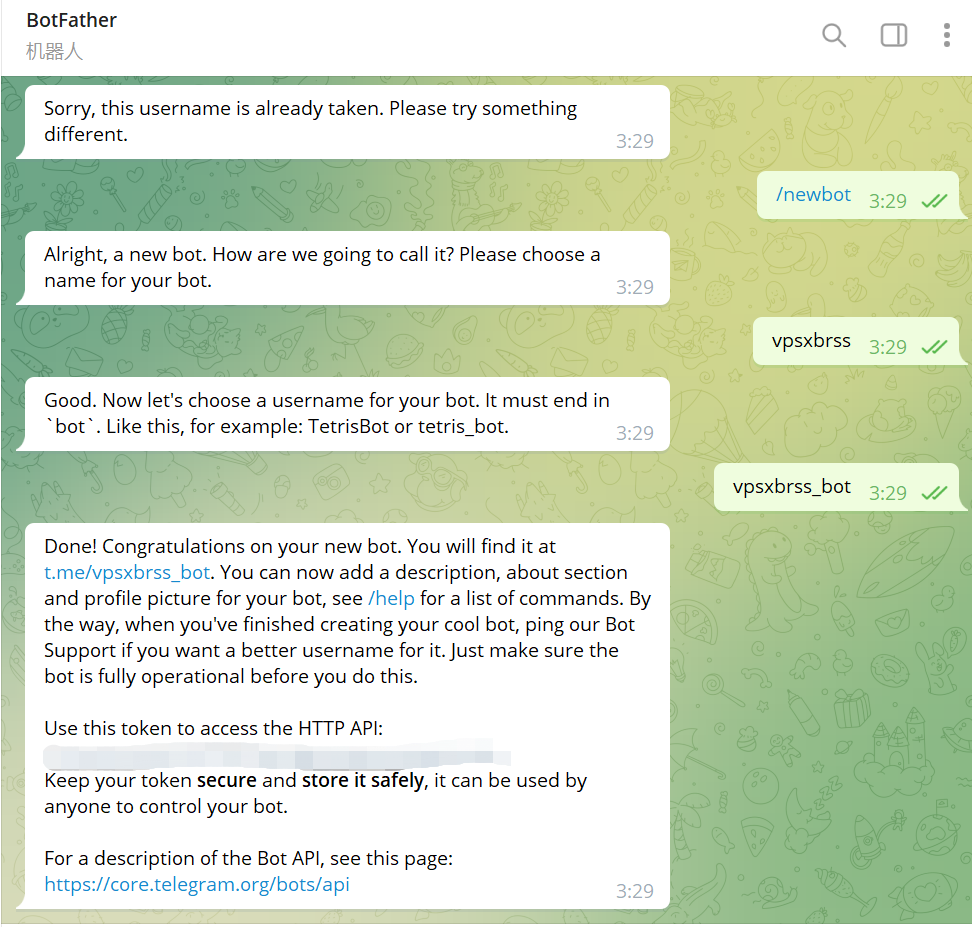 BotFather
机器人
Sorry, this username is already taken. Please try something
different.
3:29
/newbot
3:29
Alright, a new bot. How are we going to call it? Please choose a
name for your bot.
3:29
vpsxbrss
3:29
Good. Now let's choose a username for your bot. It must end in
`bot`. Like this, for example: TetrisBot or tetris_bot.
3:29
vpsxbrss_bot
3:29
Done! Congratulations on your new bot. You will find it at
t.me/vpsxbrss_bot. You can now add a description, about section
and profile picture for your bot, see /help for a list of commands. By
the way, when you've finished creating your cool bot, ping our Bot
Support if you want a better username for it. Just make sure the
bot is fully operational before you do this.
Use this token to access the HTTP API:
Keep your token secure and store it safely, it can be used by
anyone to control your bot.
For a description of the Bot API, see this page:
https://core.telegram.org/bots/api
3:29